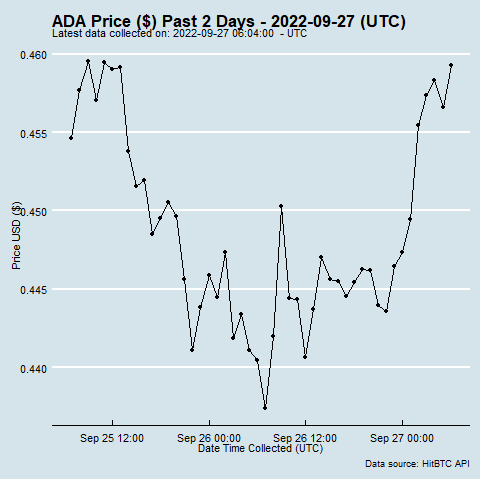 ADA Price ($) Past 2 Days - 2022-09-27 (UTC)
Latest data collected on: 2022-09-27 06:04:00 - UTC
0.460
0.455
0.450
0.445
0.440
Price USD ($)
Sep 25 12:00 Sep 26 00:00 Sep 26 12:00 Sep 27 00:00
Date Time Collected (UTC)
Data source: HitBTC API